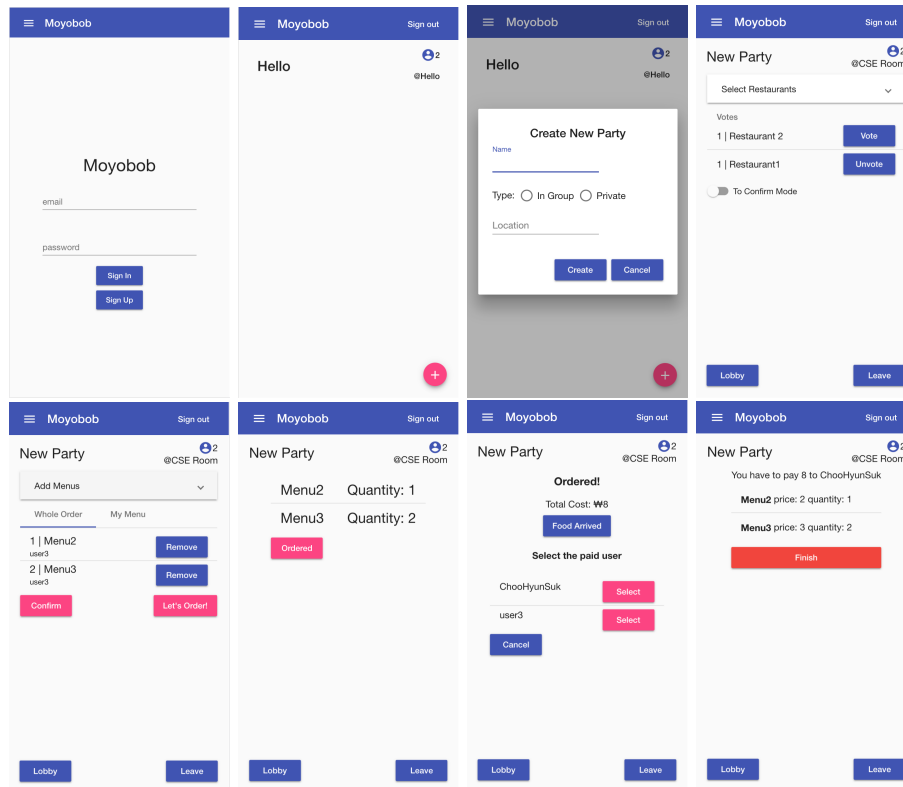 Moyobob
Moyobob
email
password
Sign In
Sign Up
Moyobob Sign out
2
Hello
@Hello
+
Moyobob Sign out
2
Hello
@Hello
Create New Party
Name
Type: In Group Private
Location
Create Cancel
+
Moyobob Sign out
2
New Party
@CSE Room
Select Restaurants
Votes
1 | Restaurant 2 Vote
1 | Restaurant1 Unvote
To Confirm Mode
Lobby Leave
Moyobob Sign out
2
New Party
@CSE Room
Add Menus
Whole Order My Menu
1 | Menu2 Remove
user3
2 | Menu3 Remove
user3
Confirm Let's Order!
Lobby Leave
Moyobob Sign out
2
New Party
@CSE Room
Menu2 Quantity: 1
Menu3 Quantity: 2
Ordered
Lobby Leave
Moyobob Sign out
2
New Party
@CSE Room
Ordered!
Total Cost: ₩8
Food Arrived
Select the paid user
ChooHyunSuk Select
user3 Select
Cancel
Lobby Leave
Moyobob Sign out
2
New Party
@CSE Room
You have to pay 8 to ChooHyunSuk
Menu2 price: 2 quantity: 1
Menu3 price: 3 quantity: 2
Finish
Lobby Leave